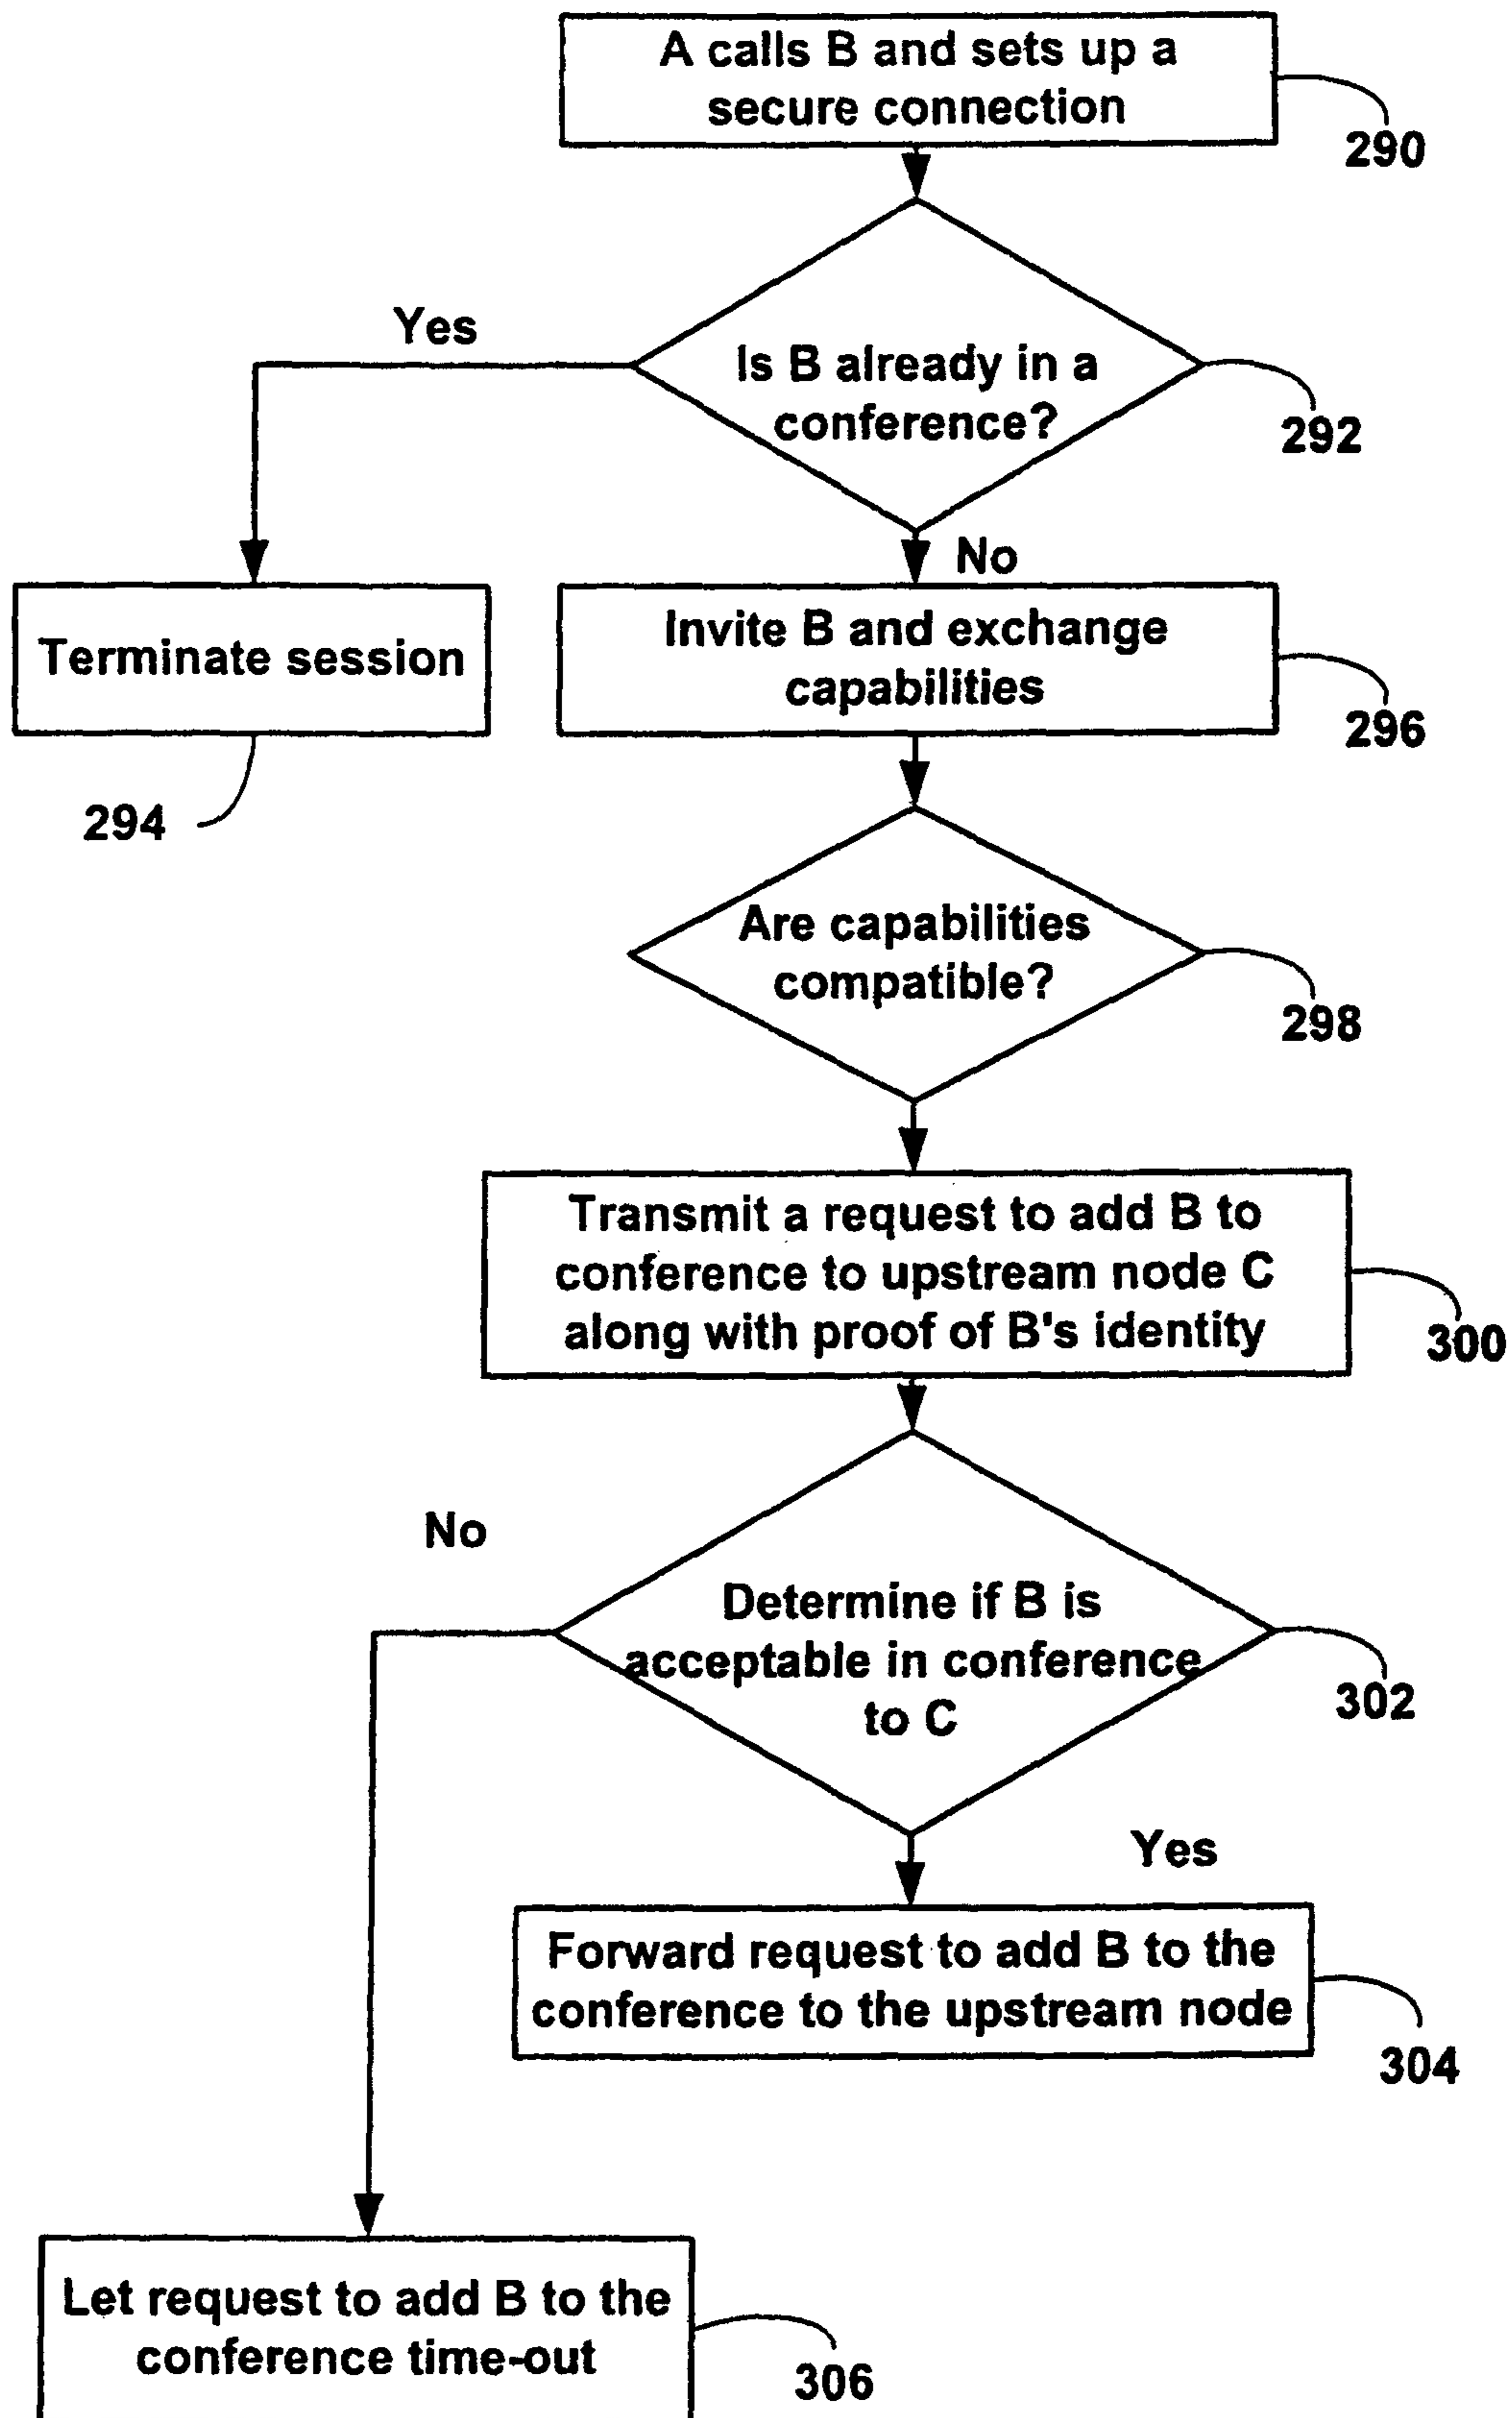 A calls B and sets up a
secure connection
290
Yes
Is B already in a
conference?
292
No
Terminate session
294
Invite B and exchange
capabilities
296
Are capabilities
compatible?
298
Transmit a request to add B to
conference to upstream node C
along with proof of B's identity
300
No
Determine if B is
acceptable in conference
to C
302
Yes
Forward request to add B to the
conference to the upstream node
304
Let request to add B to the
conference time-out
306